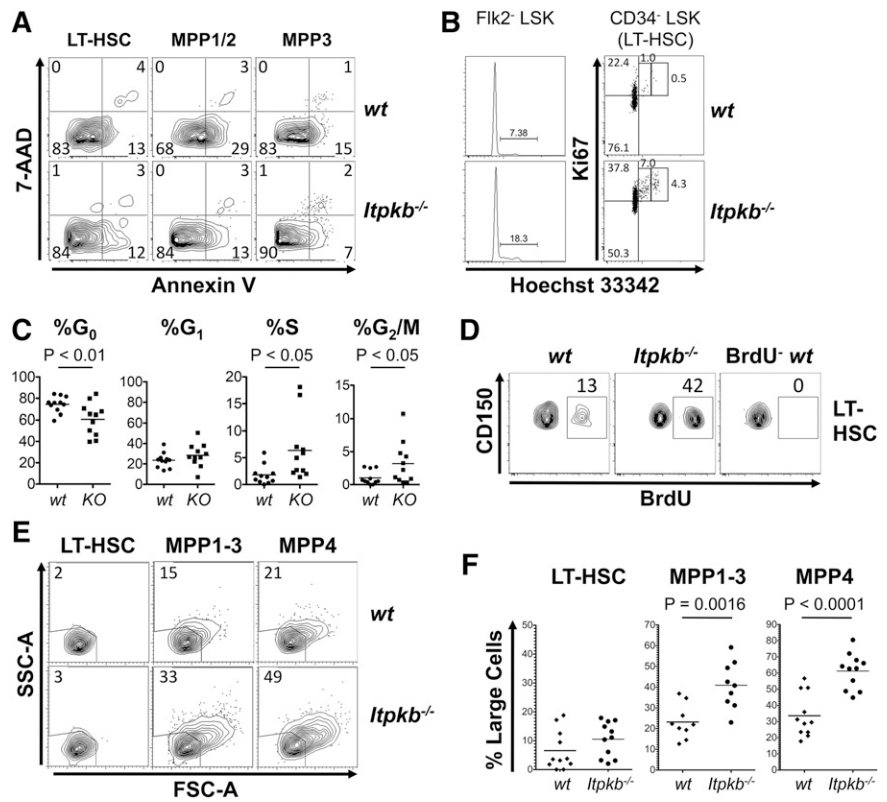 A
LT-HSC MPP1/2 MPP3
0 4 0 3 0 1
83 13 68 29 83 15
wt
1 3 0 3 1 2
84 12 84 13 90 7
Itpkb-/-
7-AAD
Annexin V
B
Flk2- LSK CD34- LSK
(LT-HSC)
7.38
22.4 1.0 0.5
76.1
wt
18.3
37.8 7.0 4.3
50.3
Itpkb-/-
Ki67
Hoechst 33342
C
%G0 %G1 %S %G2/M
P < 0.01 P < 0.05 P < 0.05
100 100 20 15
80 80 15 10
60 60 10 5
40 40 5 0
20 20 0
0 0
wt KO wt KO wt KO wt KO
D
wt Itpkb-/- BrdU- wt
13 42 0
CD150
LT-
HSC
BrdU
E
LT-HSC MPP1-3 MPP4
2 15 21
wt
3 33 49
Itpkb-/-
SSC-A
FSC-A
F
LT-HSC MPP1-3 MPP4
P = 0.0016 P < 0.0001
% Large Cells
50 70 90
40 60 80
30 50 70
20 40 60
10 30 50
0 20 40
10 30
0 20
10
0
wt Itpkb-/- wt Itpkb-/- wt Itpkb-/-